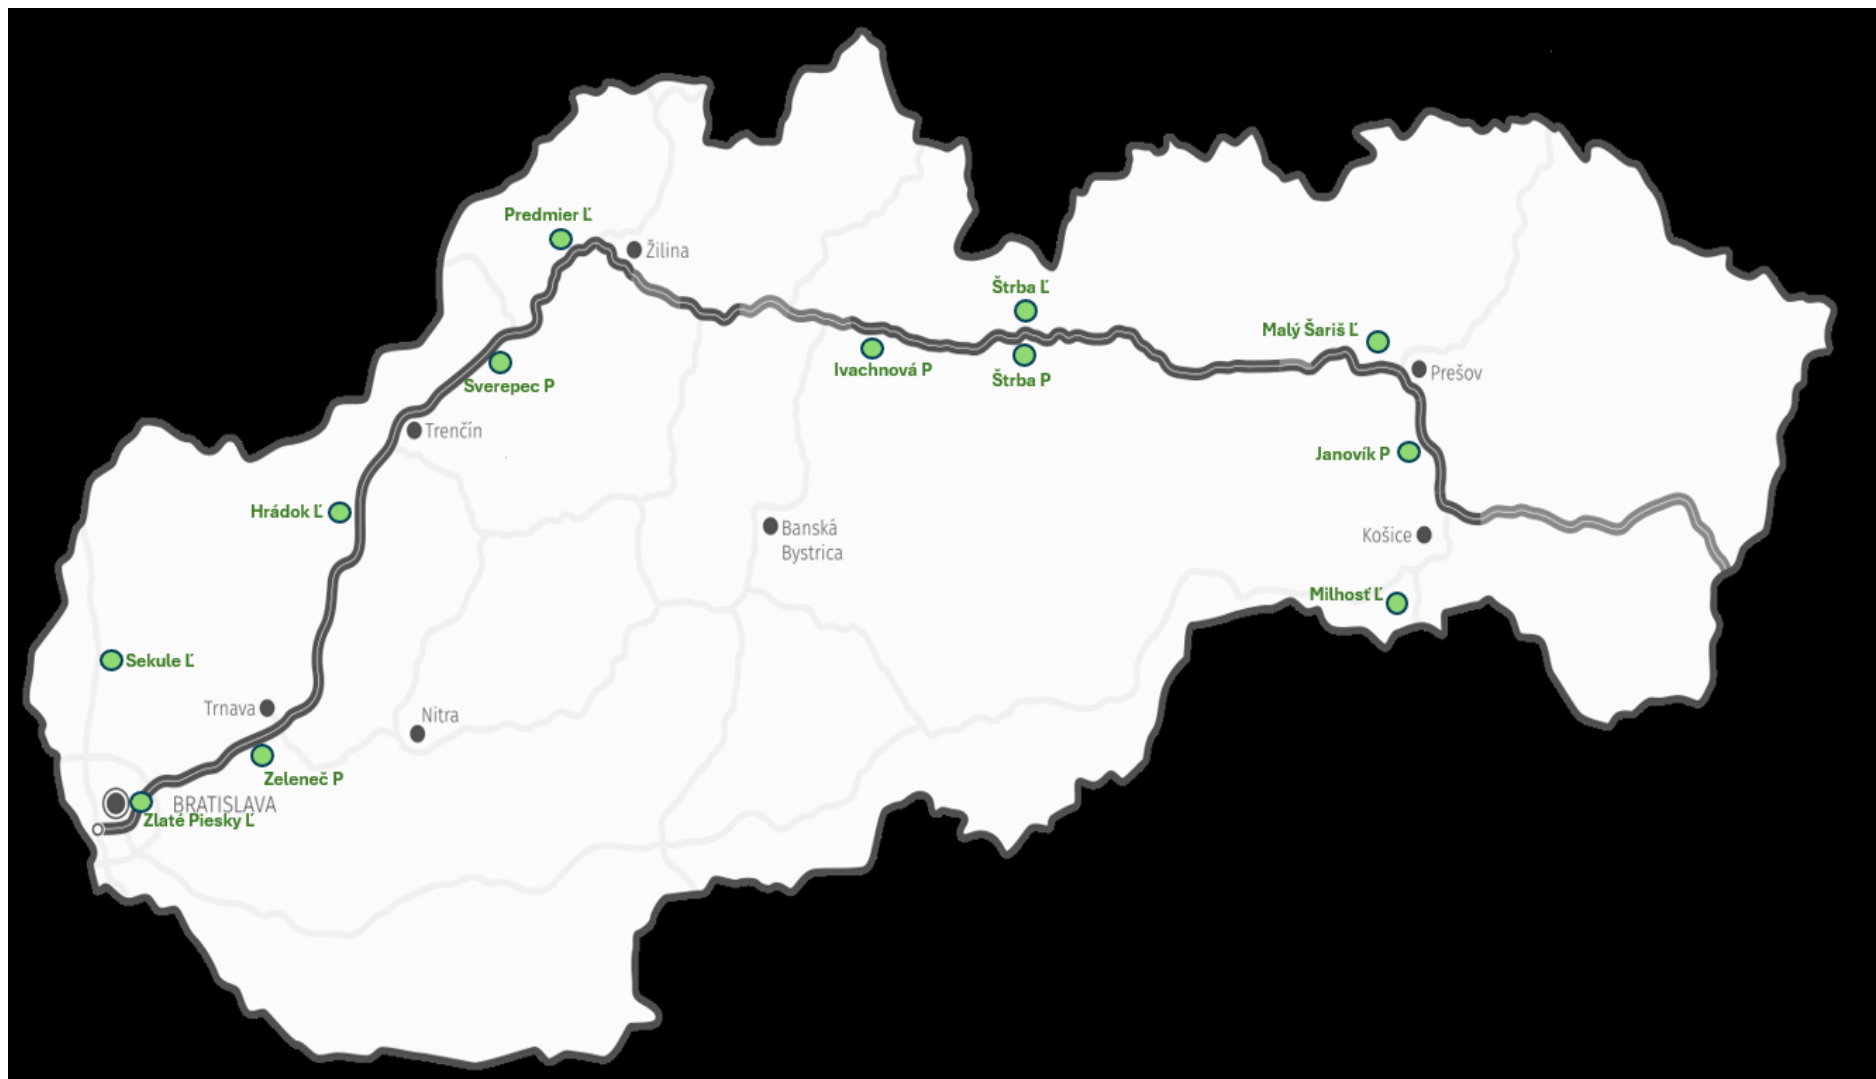 Predmier Ľ
Žilina
Štrba Ľ
Malý Šariš Ľ
Ivachnová P
Štrba P
Prešov
Sverepec P
Trenčín
Janovík P
Hrádok Ľ
Banská
Bystrica
Košice
Milhosť Ľ
Sekule Ľ
Trnava
Nitra
Zeleneč P
BRATISLAVA
Zlaté Piesky Ľ